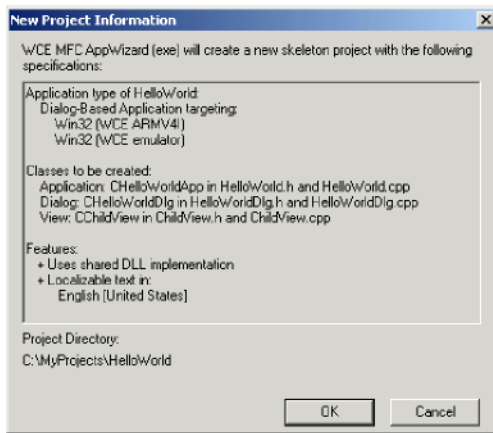 New Project Information
WCE MFC AppWizard (exe) will create a new skeleton project with the following
specifications:
Application type of HelloWorld:
Dialog-Based Application targeting:
Win32 (WCE ARMV4I)
Win32 (WCE emulator)
Classes to be created:
Application: CHelloWorldApp in HelloWorld.h and HelloWorld.cpp
Dialog: CHelloWorldDlg in HelloWorldDlg.h and HelloWorldDlg.cpp
View: CChildView in ChildView.h and ChildView.cpp
Features:
+ Uses shared DLL implementation
+ Localizable text in:
English [United States]
Project Directory:
C:\MyProjects\HelloWorld
OK
Cancel